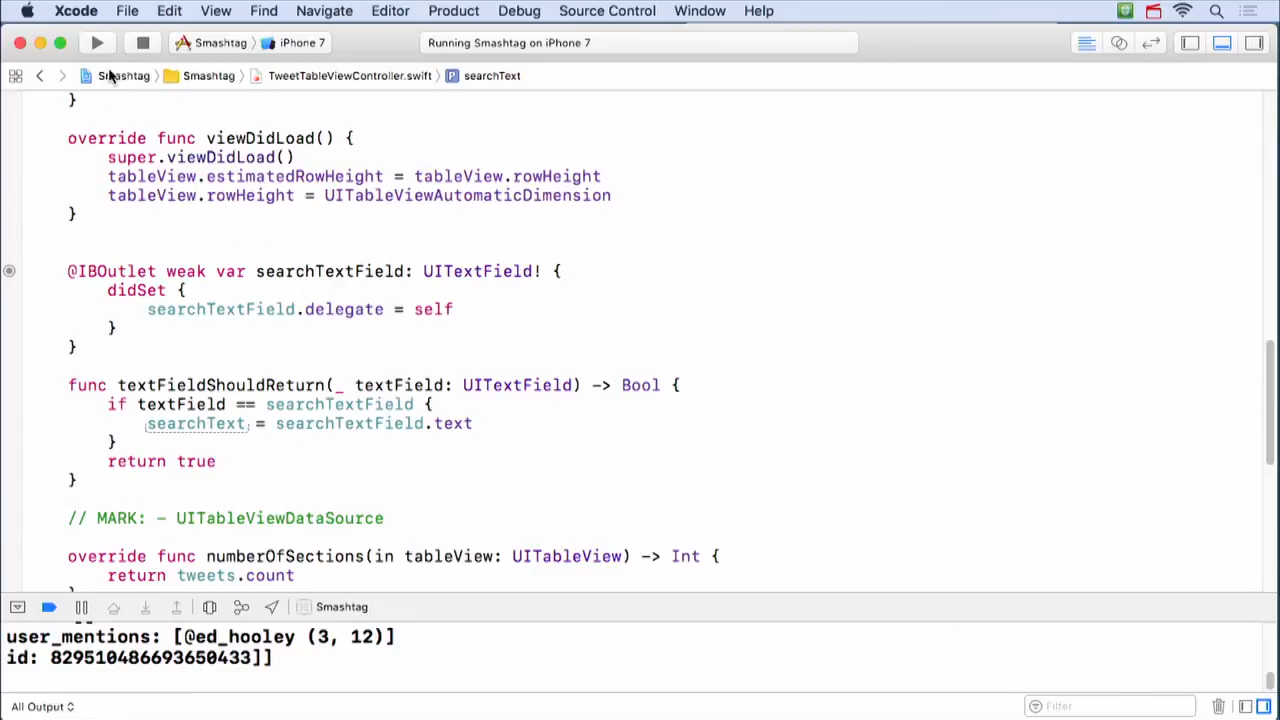 Xcode File Edit View Find Navigate Editor Product Debug Source Control Window Help
Smashtag iPhone 7 Running Smashtag on iPhone 7
Smashtag Smashtag TweetTableViewController.swift P searchText
}
override func viewDidLoad() {
super.viewDidLoad()
tableView.estimatedRowHeight = tableView.rowHeight
tableView.rowHeight = UITableViewAutomaticDimension
}
@IBOutlet weak var searchTextField: UITextField! {
didSet {
searchTextField.delegate = self
}
}
func textFieldShouldReturn(_ textField: UITextField) -> Bool {
if textField == searchTextField {
searchText = searchTextField.text
}
return true
}
// MARK: - UITableViewDataSource
override func numberOfSections(in tableView: UITableView) -> Int {
return tweets.count
Smashtag
user_mentions: [@ed_hooley (3, 12)]
id: 829510486693650433]]
All Output Filter